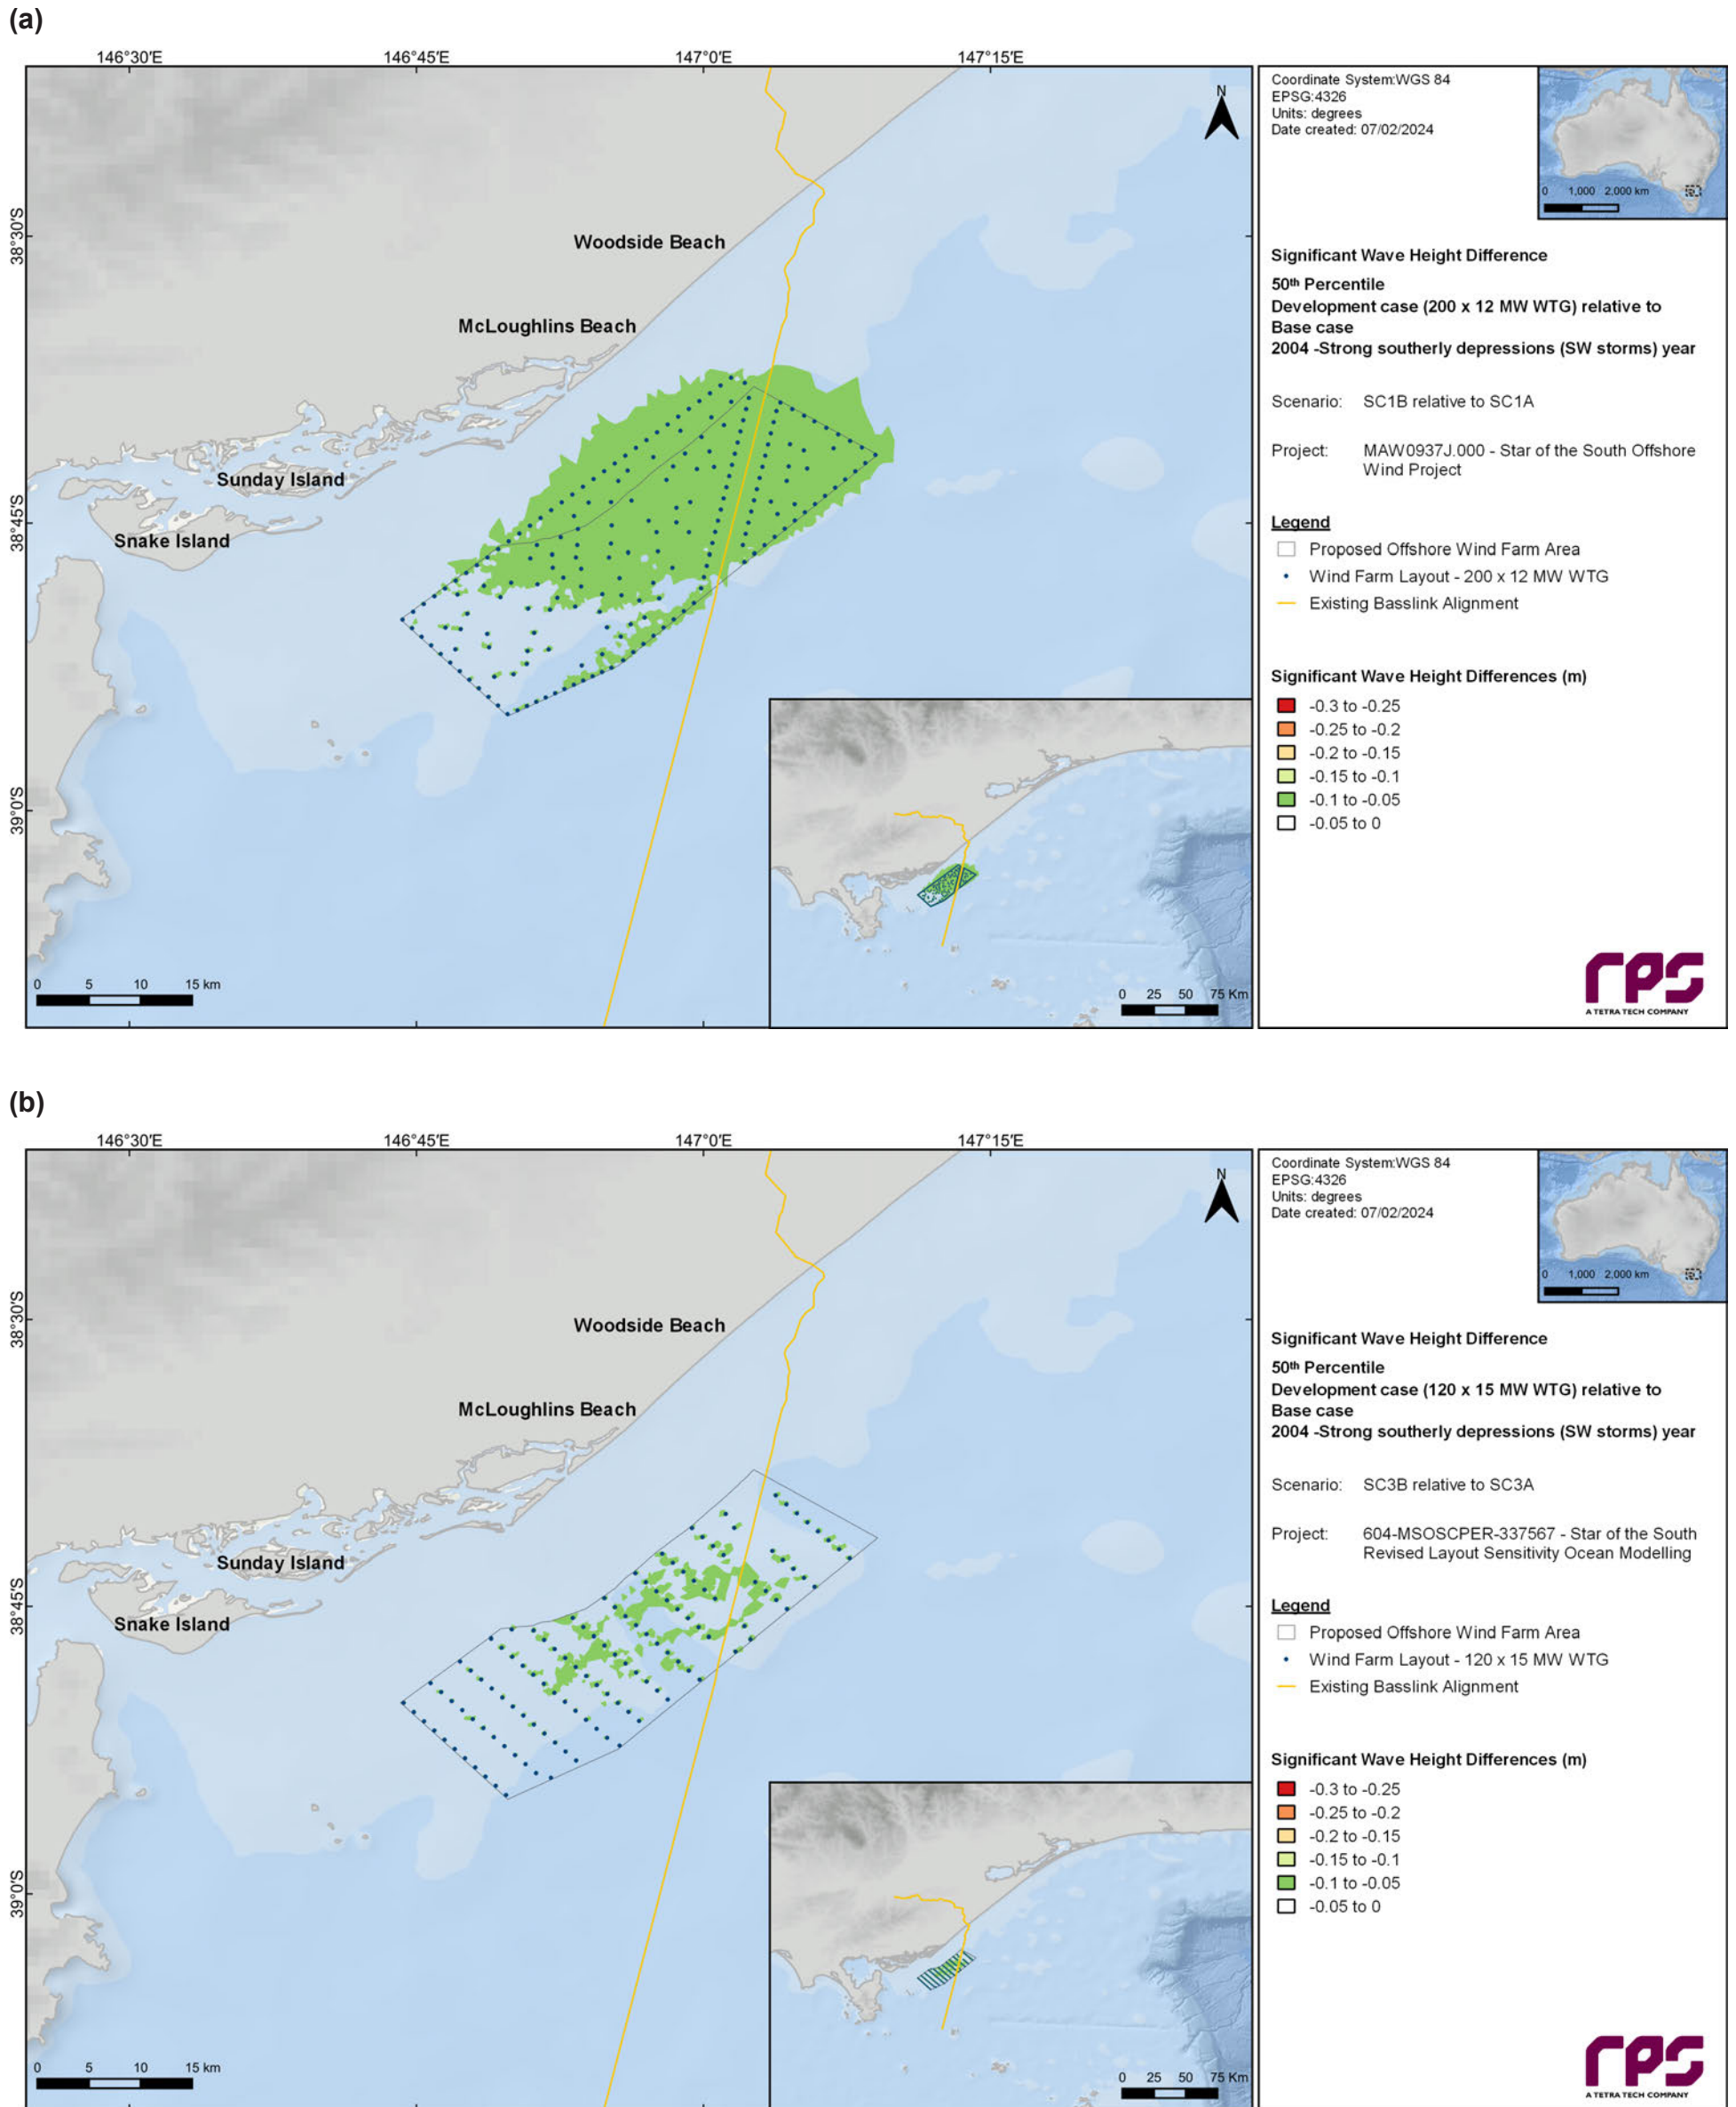 (a)
146°30'E
146°45'E
147°0'E
147°15'E
38°30'S
38°45'S
39°0'S
N
Woodside Beach
McLoughlins Beach
Sunday Island
Snake Island
0 5 10 15 km
0 25 50 75 Km
Coordinate System:WGS 84
EPSG:4326
Units: degrees
Date created: 07/02/2024
0 1,000 2,000 km
Significant Wave Height Difference
50th Percentile
Development case (200 x 12 MW WTG) relative to
Base case
2004 -Strong southerly depressions (SW storms) year
Scenario: SC1B relative to SC1A
Project: MAW0937J.000 - Star of the South Offshore
Wind Project
Legend
Proposed Offshore Wind Farm Area
Wind Farm Layout - 200 x 12 MW WTG
Existing Basslink Alignment
Significant Wave Height Differences (m)
-0.3 to -0.25
-0.25 to -0.2
-0.2 to -0.15
-0.15 to -0.1
-0.1 to -0.05
-0.05 to 0
rps
A TETRA TECH COMPANY
(b)
146°30'E
146°45'E
147°0'E
147°15'E
38°30'S
38°45'S
39°0'S
N
Woodside Beach
McLoughlins Beach
Sunday Island
Snake Island
0 5 10 15 km
0 25 50 75 Km
Coordinate System:WGS 84
EPSG:4326
Units: degrees
Date created: 07/02/2024
0 1,000 2,000 km
Significant Wave Height Difference
50th Percentile
Development case (120 x 15 MW WTG) relative to
Base case
2004 -Strong southerly depressions (SW storms) year
Scenario: SC3B relative to SC3A
Project: 604-MSOSCPER-337567 - Star of the South
Revised Layout Sensitivity Ocean Modelling
Legend
Proposed Offshore Wind Farm Area
Wind Farm Layout - 120 x 15 MW WTG
Existing Basslink Alignment
Significant Wave Height Differences (m)
-0.3 to -0.25
-0.25 to -0.2
-0.2 to -0.15
-0.15 to -0.1
-0.1 to -0.05
-0.05 to 0
rps
A TETRA TECH COMPANY